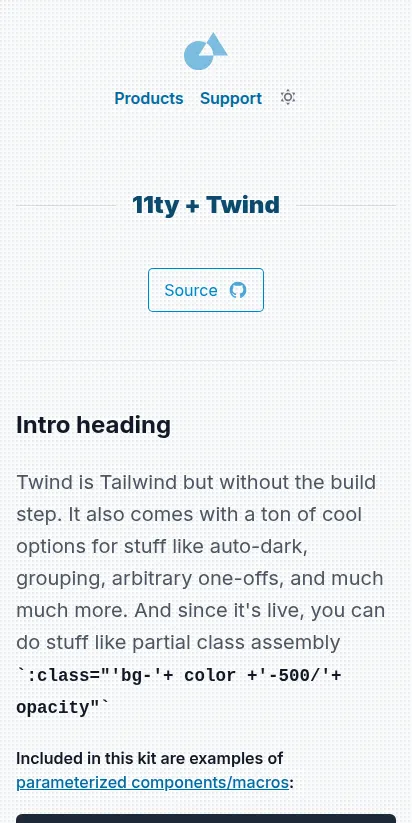 Products Support
11ty + Twind
Source
Intro heading
Twind is Tailwind but without the build
step. It also comes with a ton of cool
options for stuff like auto-dark,
grouping, arbitrary one-offs, and much
much more. And since it's live, you can
do stuff like partial class assembly
`:class="'bg-'+ color +'-500/'+
opacity"`
Included in this kit are examples of
parameterized components/macros: